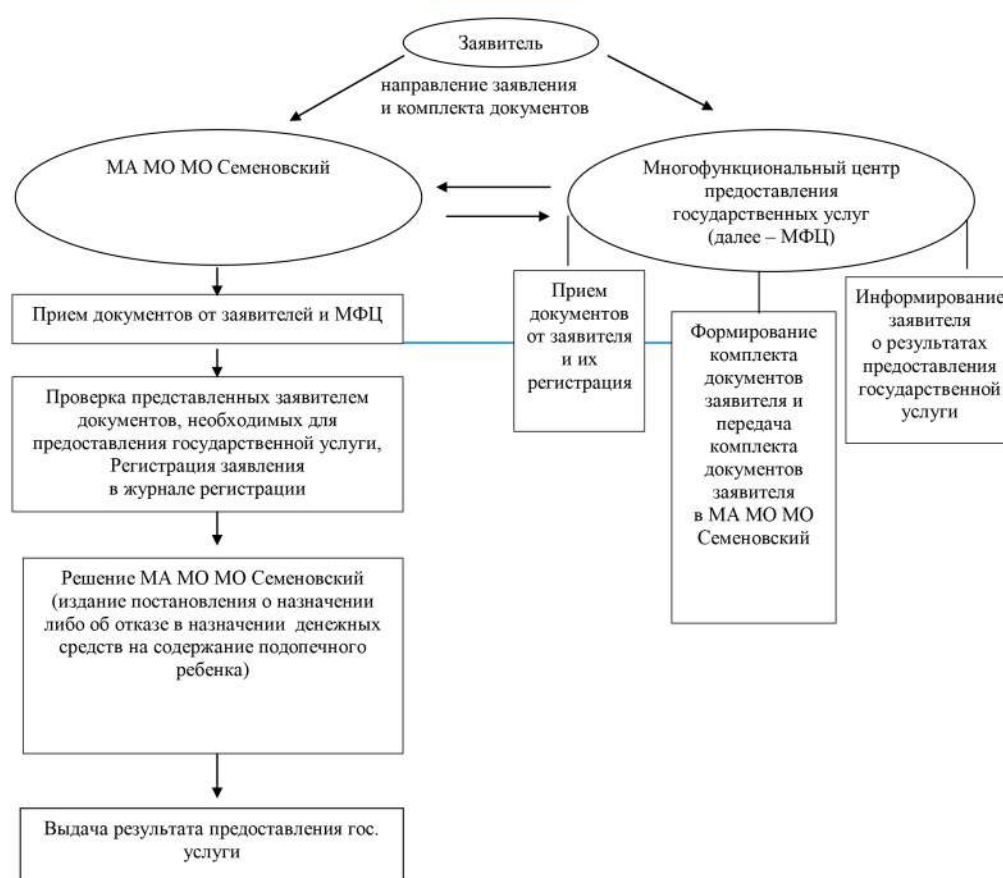 Заявитель
направление заявления
и комплекта документов
МА МО МО Семеновский
Многофункциональный центр
предоставления
государственных услуг
(далее – МФЦ)
Прием документов от заявителей и МФЦ
Прием
документов
от заявителя
и их
регистрация
Формирование
комплекта
документов
заявителя и
передача
комплекта
документов
заявителя
в МА МО МО
Семеновский
Информирование
заявителя
о результатах
предоставления
государственной
услуги
Проверка представленных заявителем
документов, необходимых для
предоставления государственной услуги,
Регистрация заявления
в журнале регистрации
Решение МА МО МО Семеновский
(издание постановления о назначении
либо об отказе в назначении денежных
средств на содержание подопечного
ребенка)
Выдача результата предоставления гос.
услуги